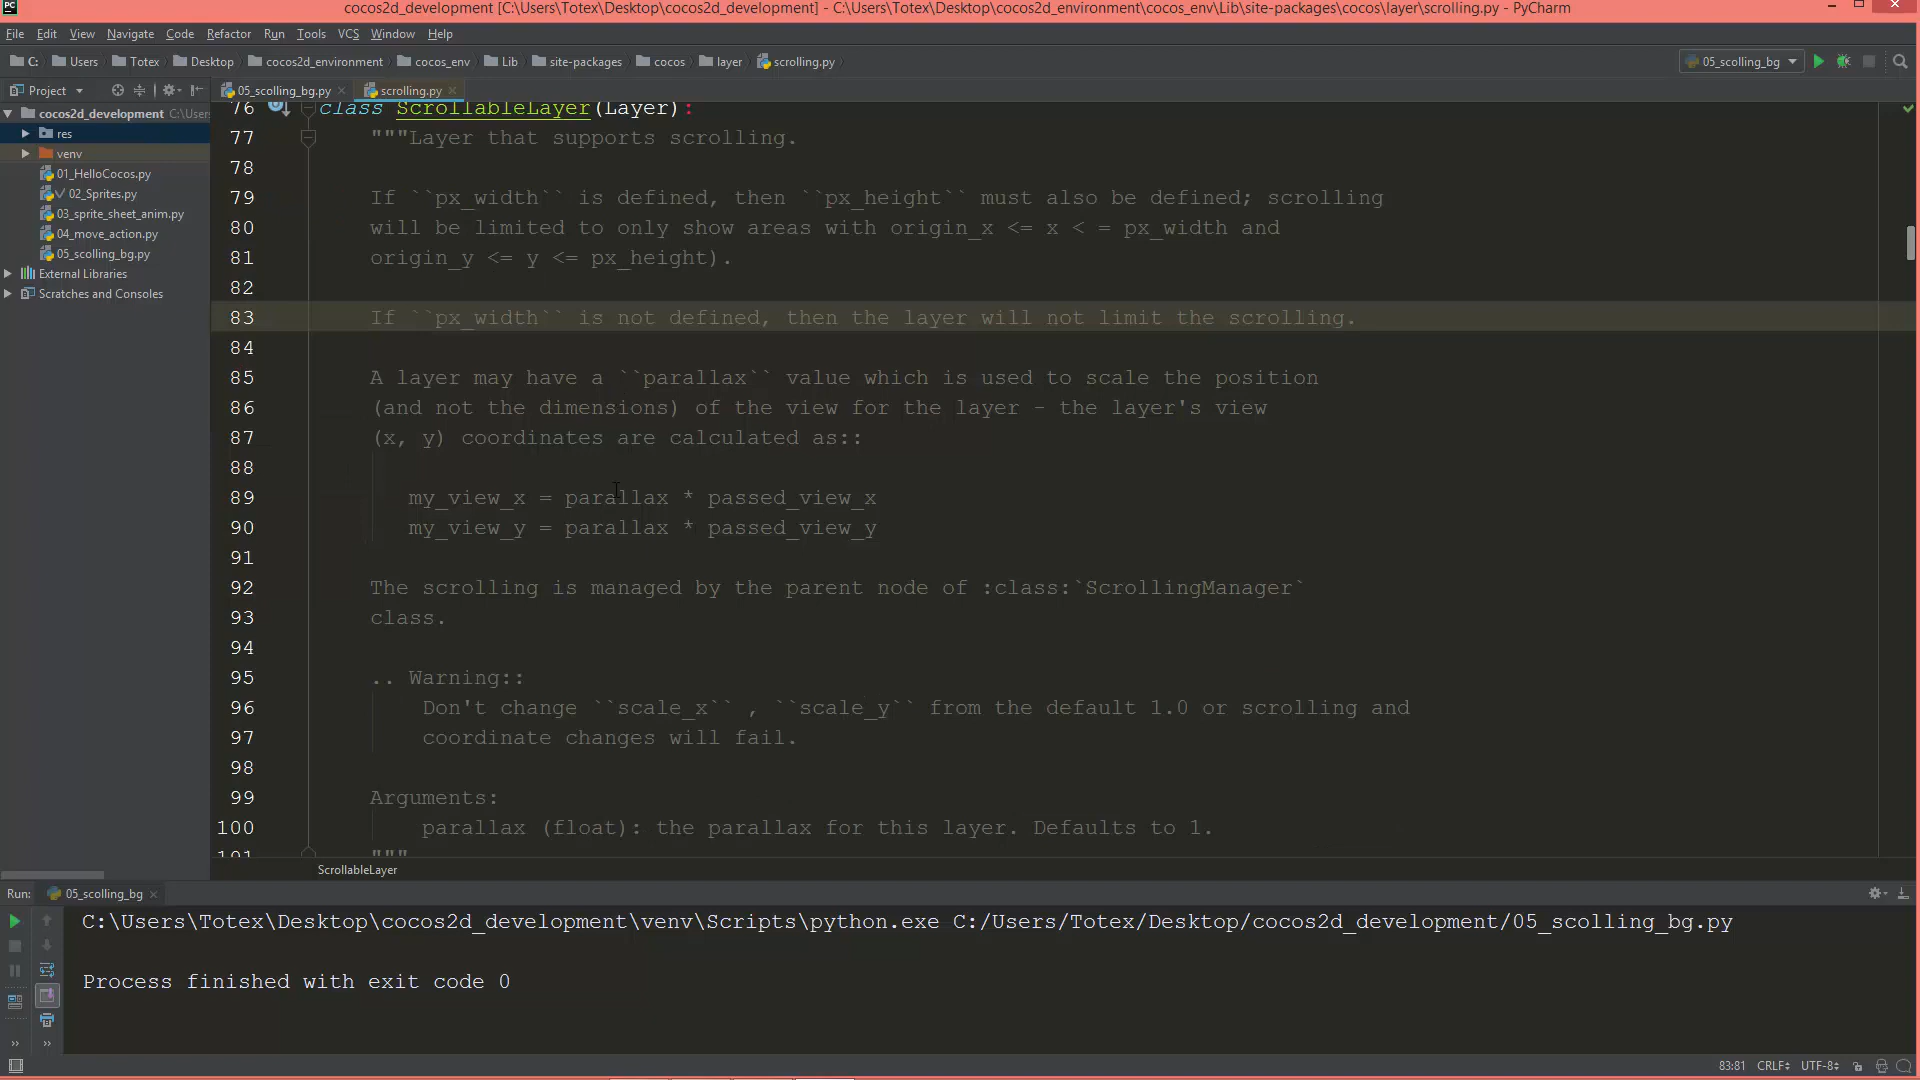 cocos2d_development [C:\Users\Totex\Desktop\cocos2d_development] - C:\Users\Totex\Desktop\cocos2d_environment\cocos_env\Lib\site-packages\cocos\layer\scrolling.py - PyCharm
File Edit View Navigate Code Refactor Run Tools VCS Window Help
C: Users Totex Desktop cocos2d_environment cocos_env Lib site-packages cocos layer scrolling.py 05_scolling_bg
Project 05_scolling_bg.py scrolling.py
cocos2d_development C:\User
res
venv
01_HelloCocos.py
02_Sprites.py
03_sprite_sheet_anim.py
04_move_action.py
05_scolling_bg.py
External Libraries
Scratches and Consoles
76 class ScrollableLayer(Layer):
77 """Layer that supports scrolling.
78
79 If ``px_width`` is defined, then ``px_height`` must also be defined; scrolling
80 will be limited to only show areas with origin_x <= x < = px_width and
81 origin_y <= y <= px_height).
82
83 If ``px_width`` is not defined, then the layer will not limit the scrolling.
84
85 A layer may have a ``parallax`` value which is used to scale the position
86 (and not the dimensions) of the view for the layer - the layer's view
87 (x, y) coordinates are calculated as::
88
89 my_view_x = parallax * passed_view_x
90 my_view_y = parallax * passed_view_y
91
92 The scrolling is managed by the parent node of :class:`ScrollingManager`
93 class.
94
95 .. Warning::
96 Don't change ``scale_x`` , ``scale_y`` from the default 1.0 or scrolling and
97 coordinate changes will fail.
98
99 Arguments:
100 parallax (float): the parallax for this layer. Defaults to 1.
101 """
ScrollableLayer
Run: 05_scolling_bg
C:\Users\Totex\Desktop\cocos2d_development\venv\Scripts\python.exe C:/Users/Totex/Desktop/cocos2d_development/05_scolling_bg.py
Process finished with exit code 0
83:81 CRLF UTF-8